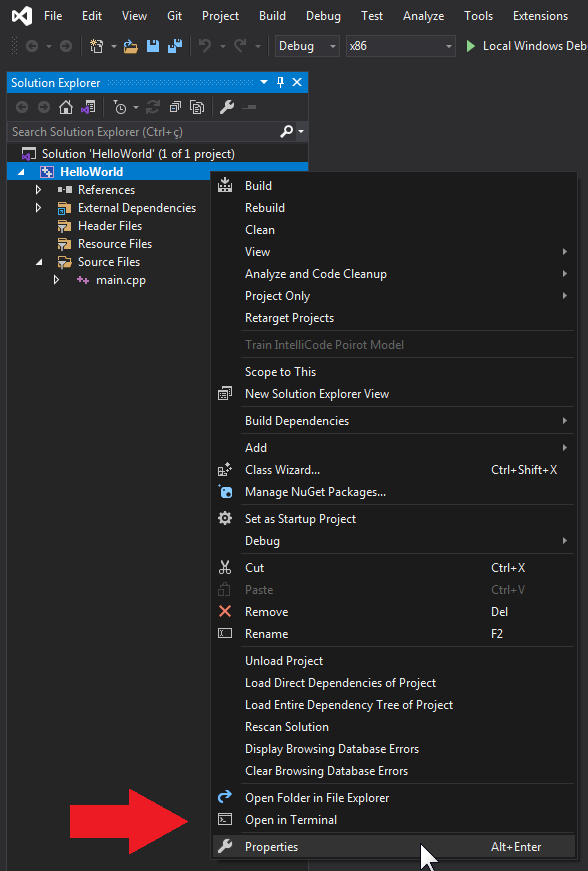 File Edit View Git Project Build Debug Test Analyze Tools Extensions
Debug x86 Local Windows Deb
Solution Explorer
Search Solution Explorer (Ctrl+ç)
Solution 'HelloWorld' (1 of 1 project)
HelloWorld
References
External Dependencies
Header Files
Resource Files
Source Files
main.cpp
Build
Rebuild
Clean
View
Analyze and Code Cleanup
Project Only
Retarget Projects
Train IntelliCode Poirot Model
Scope to This
New Solution Explorer View
Build Dependencies
Add
Class Wizard... Ctrl+Shift+X
Manage NuGet Packages...
Set as Startup Project
Debug
Cut Ctrl+X
Paste Ctrl+V
Remove Del
Rename F2
Unload Project
Load Direct Dependencies of Project
Load Entire Dependency Tree of Project
Rescan Solution
Display Browsing Database Errors
Clear Browsing Database Errors
Open Folder in File Explorer
Open in Terminal
Properties Alt+Enter